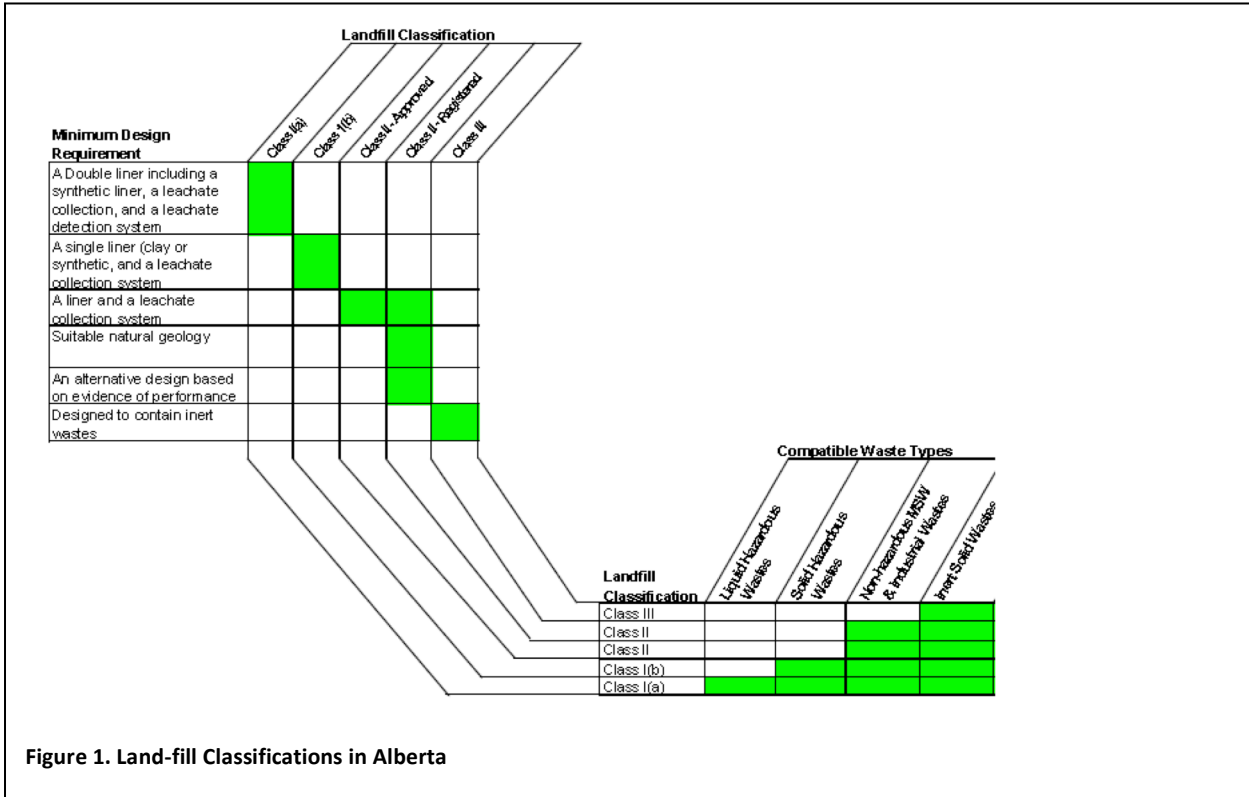 Landfill Classification
Class I(a)
Class 1(b)
Class II - Approved
Class II - Registered
Class III
Minimum Design
Requirement
A Double liner including a
synthetic liner, a leachate
collection, and a leachate
detection system
A single liner (clay or
synthetic, and a leachate
collection system
A liner and a leachate
collection system
Suitable natural geology
An alternative design based
on evidence of performance
Designed to contain inert
wastes
Compatible Waste Types
Liquid Hazardous
Wastes
Solid Hazardous
Wastes
Non-hazardous MSW
& Industrial Wastes
Inert Solid Wastes
Landfill
Classification
Class III
Class II
Class II
Class I(b)
Class I(a)
Figure 1. Land-fill Classifications in Alberta